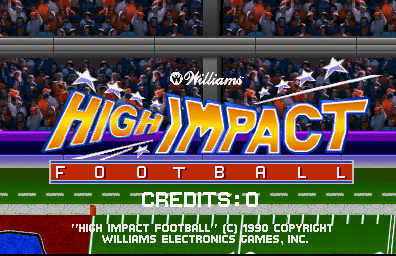 Williams
HIGH IMPACT
FOOTBALL
CREDITS:0
"HIGH IMPACT FOOTBALL" (C) 1990 COPYRIGHT
WILLIAMS ELECTRONICS GAMES, INC.